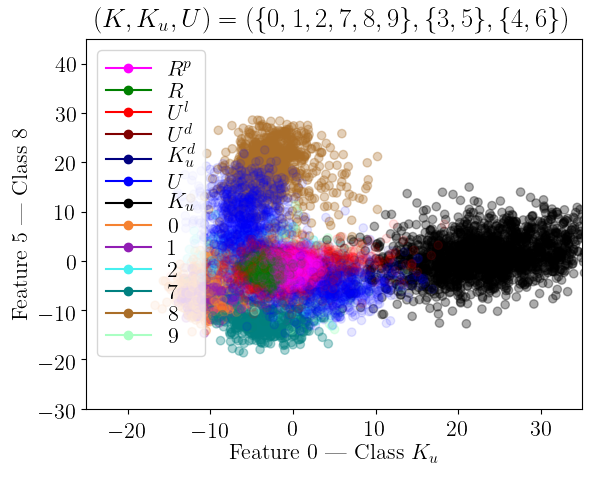 (K, K_u, U) = ({0, 1, 2, 7, 8, 9}, {3, 5}, {4, 6})
40
30
20
10
0
−10
−20
−30
Feature 5 — Class 8
R^p
R
U^l
U^d
K_u^d
U
K_u
0
1
2
7
8
9
−20 −10 0 10 20 30
Feature 0 — Class K_u